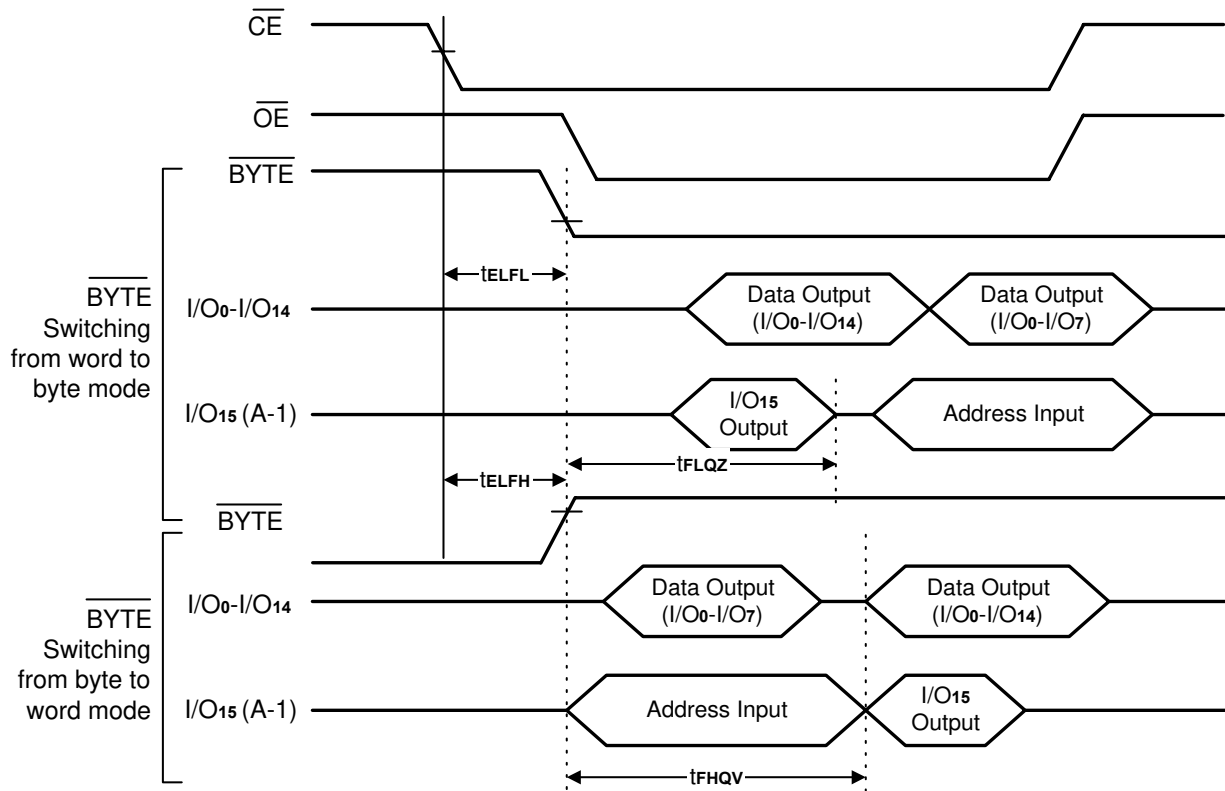 CE
OE
BYTE
tELFL
BYTE
Switching
from word to
byte mode
I/O0-I/O14
Data Output
(I/O0-I/O14)
Data Output
(I/O0-I/O7)
I/O15 (A-1)
I/O15
Output
Address Input
tELFH
tFLQZ
BYTE
BYTE
Switching
from byte to
word mode
I/O0-I/O14
Data Output
(I/O0-I/O7)
Data Output
(I/O0-I/O14)
I/O15 (A-1)
Address Input
I/O15
Output
tFHQV